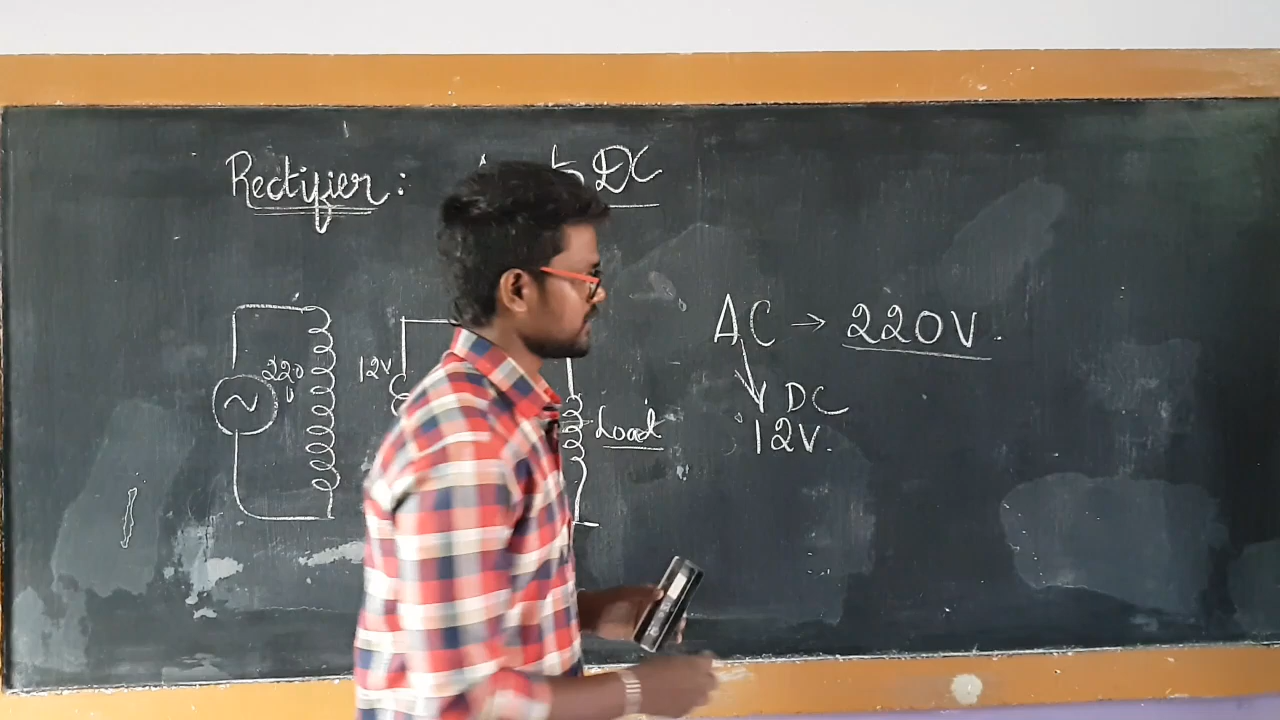 Rectifier: DC
AC → 220V.
220
V
12V
Load
DC
12V.